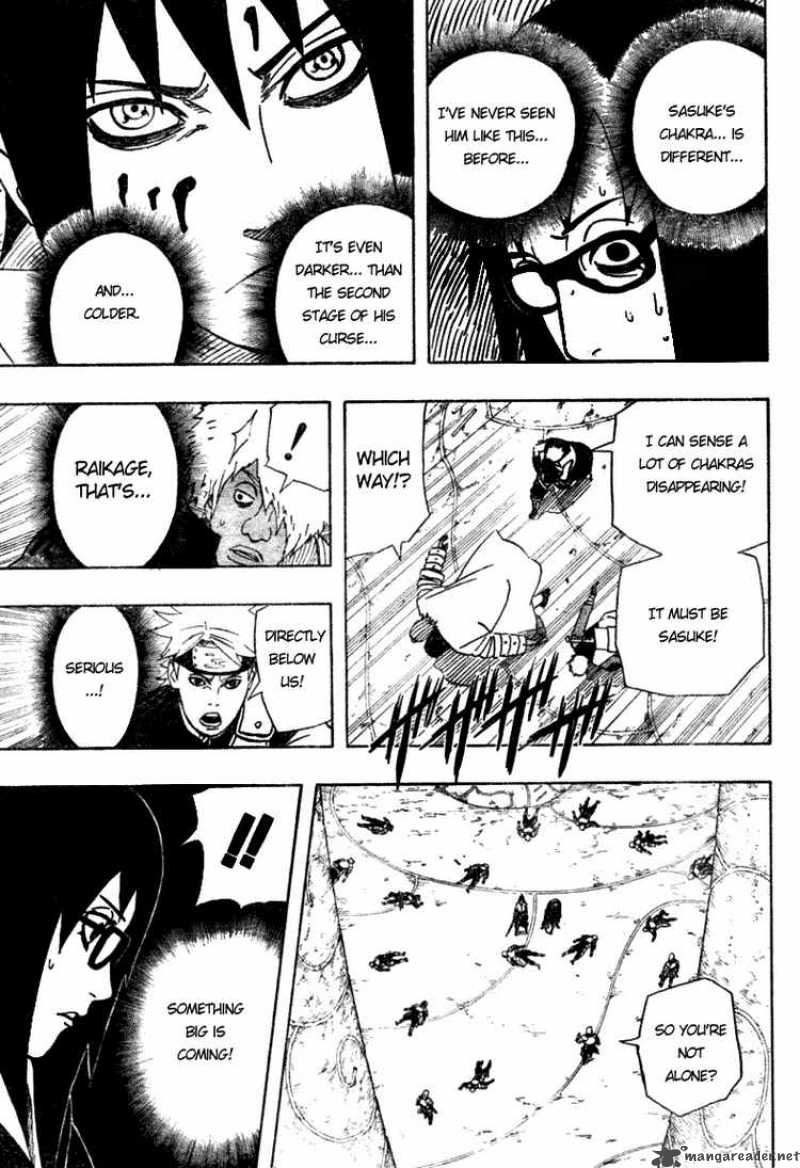 SASUKE'S
CHAKRA... IS
DIFFERENT...
I'VE NEVER SEEN
HIM LIKE THIS...
BEFORE...
IT'S EVEN
DARKER... THAN
THE SECOND
STAGE OF HIS
CURSE...
AND...
COLDER.
I CAN SENSE A
LOT OF CHAKRAS
DISAPPEARING!
IT MUST BE
SASUKE!
WHICH
WAY!?
!
RAIKAGE,
THAT'S...
DIRECTLY
BELOW
US!
SERIOUS
...!
SO YOU'RE
NOT
ALONE?
!!
SOMETHING
BIG IS
COMING!
mangareader.net